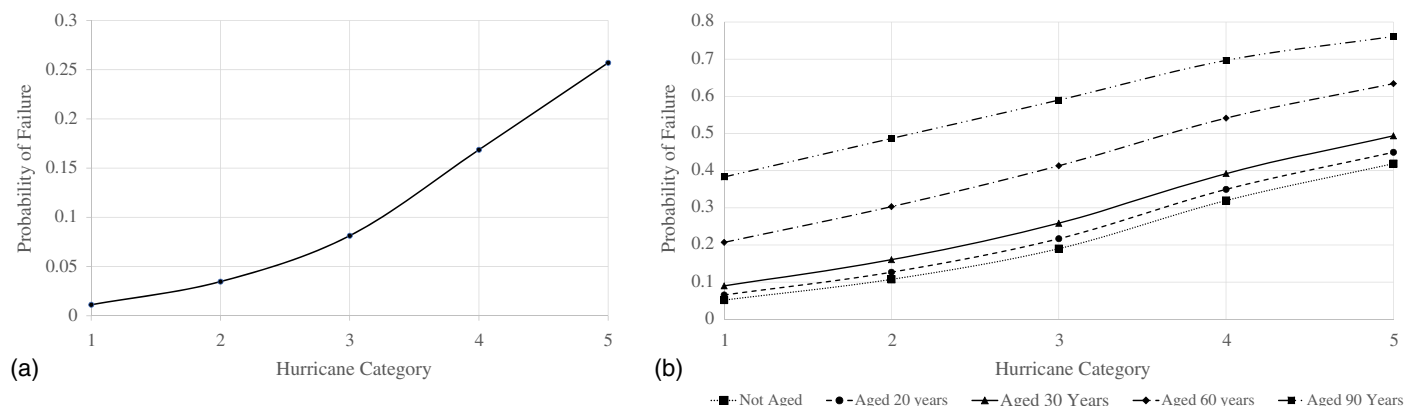 0.3
0.25
0.2
0.15
0.1
0.05
0
Probability of Failure
1 2 3 4 5
Hurricane Category
(a)
0.8
0.7
0.6
0.5
0.4
0.3
0.2
0.1
0
Probability of Failure
1 2 3 4 5
Hurricane Category
(b)
Not Aged Aged 20 years Aged 30 Years Aged 60 years Aged 90 Years